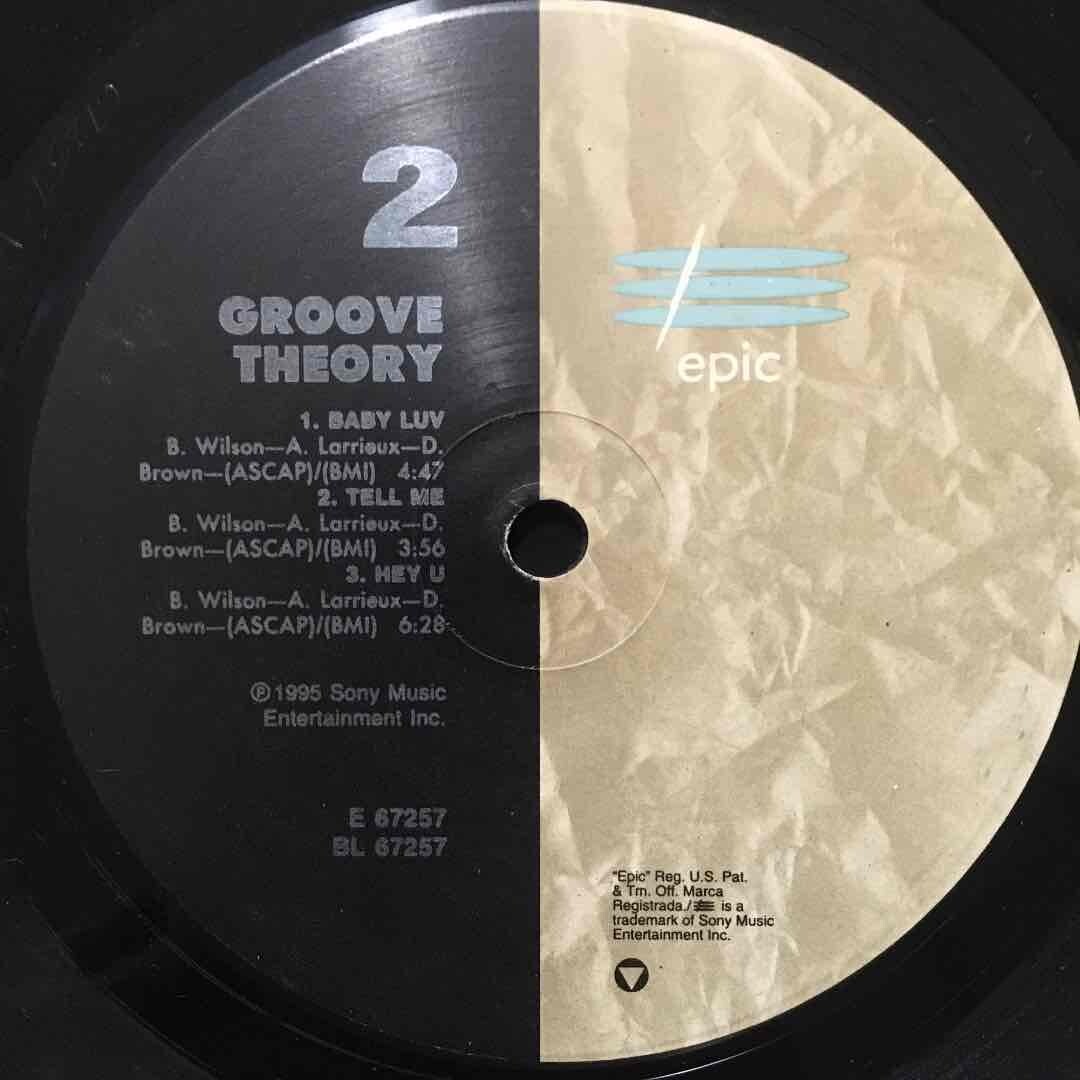 2
GROOVE
THEORY
1. BABY LUV
B. Wilson—A. Larrieux—D.
Brown—(ASCAP)/(BMI) 4:47
2. TELL ME
B. Wilson—A. Larrieux—D.
Brown—(ASCAP)/(BMI) 3:56
3. HEY U
B. Wilson—A. Larrieux—D.
Brown—(ASCAP)/(BMI) 6:28
℗1995 Sony Music
Entertainment Inc.
E 67257
BL 67257
epic
"Epic" Reg. U.S. Pat.
& Tm. Off. Marca
Registrada./ is a
trademark of Sony Music
Entertainment Inc.